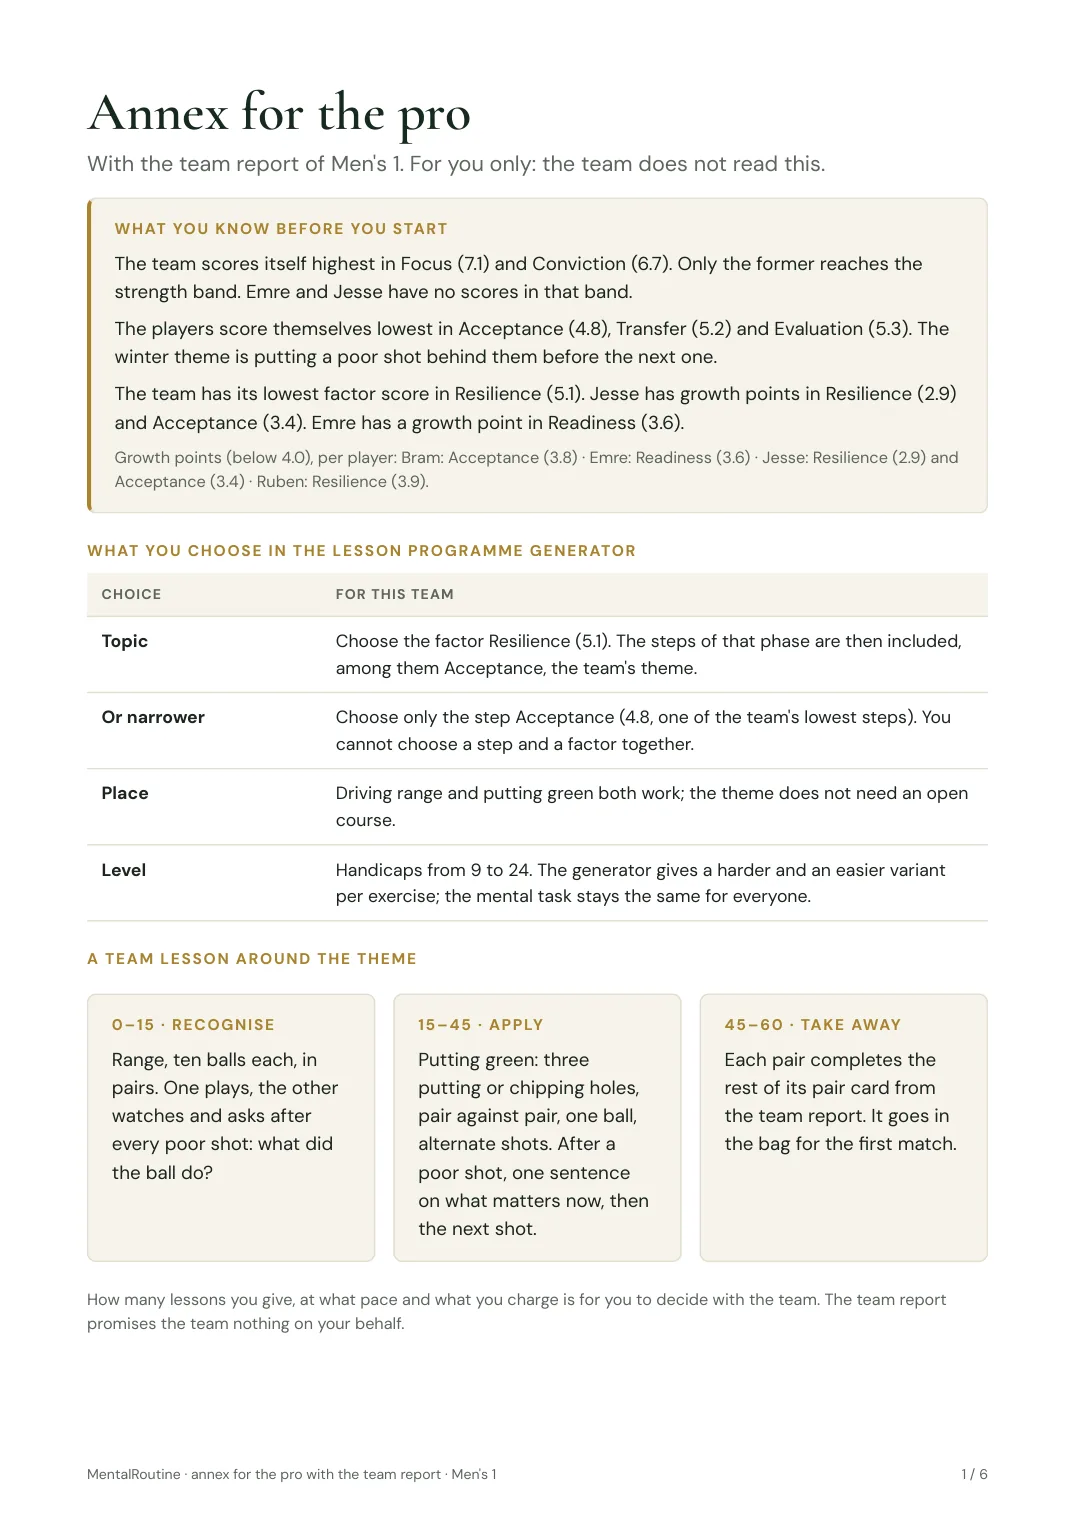 Annex for the pro
With the team report of Men's 1. For you only: the team does not read this.
WHAT YOU KNOW BEFORE YOU START
The team scores itself highest in Focus (7.1) and Conviction (6.7). Only the former reaches the
strength band. Emre and Jesse have no scores in that band.
The players score themselves lowest in Acceptance (4.8), Transfer (5.2) and Evaluation (5.3). The
winter theme is putting a poor shot behind them before the next one.
The team has its lowest factor score in Resilience (5.1). Jesse has growth points in Resilience (2.9)
and Acceptance (3.4). Emre has a growth point in Readiness (3.6).
Growth points (below 4.0), per player: Bram: Acceptance (3.8) · Emre: Readiness (3.6) · Jesse: Resilience (2.9) and
Acceptance (3.4) · Ruben: Resilience (3.9).
WHAT YOU CHOOSE IN THE LESSON PROGRAMME GENERATOR
CHOICE FOR THIS TEAM
Topic Choose the factor Resilience (5.1). The steps of that phase are then included,
among them Acceptance, the team's theme.
Or narrower Choose only the step Acceptance (4.8, one of the team's lowest steps). You
cannot choose a step and a factor together.
Place Driving range and putting green both work; the theme does not need an open
course.
Level Handicaps from 9 to 24. The generator gives a harder and an easier variant
per exercise; the mental task stays the same for everyone.
A TEAM LESSON AROUND THE THEME
0–15 · RECOGNISE
Range, ten balls each, in
pairs. One plays, the other
watches and asks after
every poor shot: what did
the ball do?
15–45 · APPLY
Putting green: three
putting or chipping holes,
pair against pair, one ball,
alternate shots. After a
poor shot, one sentence
on what matters now, then
the next shot.
45–60 · TAKE AWAY
Each pair completes the
rest of its pair card from
the team report. It goes in
the bag for the first match.
How many lessons you give, at what pace and what you charge is for you to decide with the team. The team report
promises the team nothing on your behalf.
MentalRoutine · annex for the pro with the team report · Men's 1
1 / 6